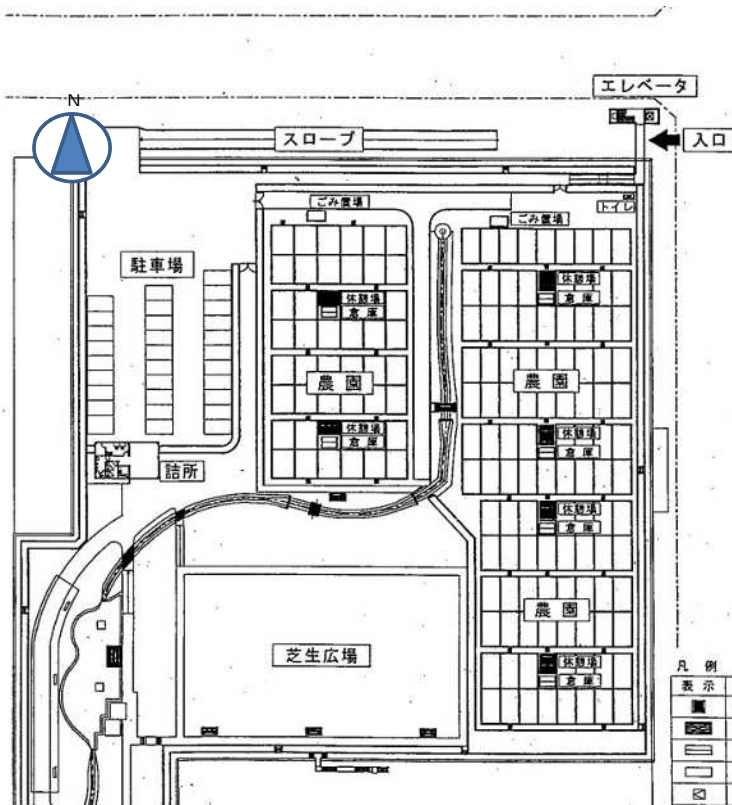 エレベータ
N
スロープ
入口
トイレ
ごみ置場
ごみ置場
駐車場
休憩場
倉庫
休憩場
倉庫
農園
農園
休憩場
倉庫
休憩場
倉庫
詰所
休憩場
倉庫
農園
芝生広場
休憩場
倉庫
凡例
表示